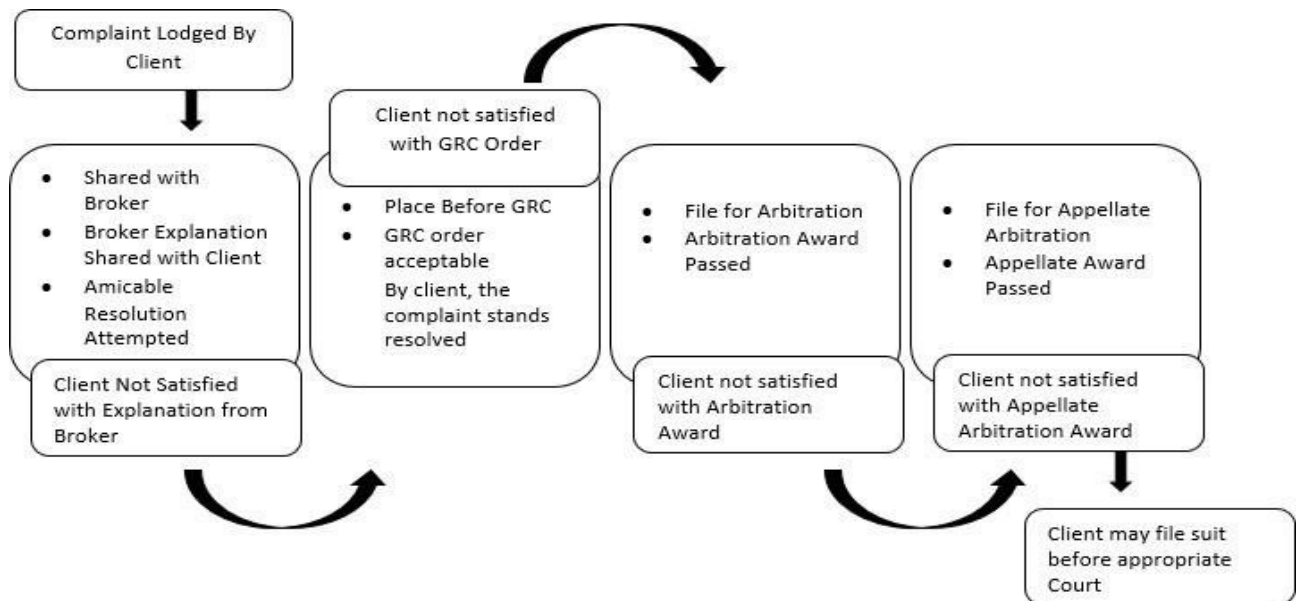 Complaint Lodged By
Client
• Shared with
Broker
• Broker Explanation
Shared with Client
• Amicable
Resolution
Attempted
Client Not Satisfied
with Explanation from
Broker
Client not satisfied
with GRC Order
• Place Before GRC
• GRC order
acceptable
By client, the
complaint stands
resolved
• File for Arbitration
• Arbitration Award
Passed
Client not satisfied
with Arbitration
Award
• File for Appellate
Arbitration
• Appellate Award
Passed
Client not satisfied
with Appellate
Arbitration Award
Client may file suit
before appropriate
Court